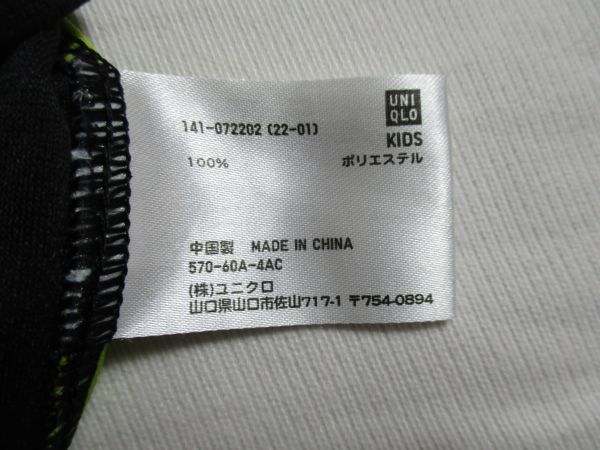 UNI
QLO
141-072202 (22-01)
KIDS
100% ポリエステル
中国製 MADE IN CHINA
570-60A-4AC
(株)ユニクロ
山口県山口市佐山717-1 〒754-0894